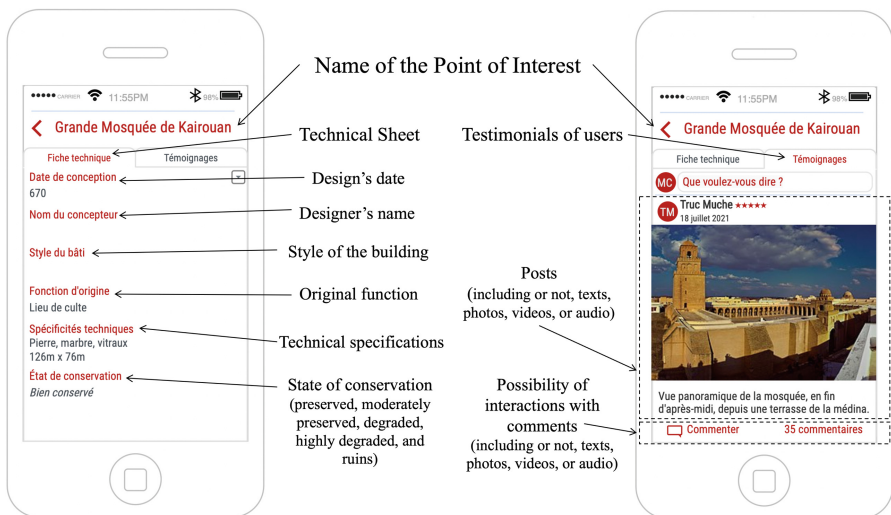 Name of the Point of Interest
CARRIER 11:55PM 98%
Grande Mosquée de Kairouan
Fiche technique Témoignages
Date de conception
670
Nom du concepteur
Style du bâti
Fonction d'origine
Lieu de culte
Spécificités techniques
Pierre, marbre, vitraux
126m x 76m
État de conservation
Bien conservé
Technical Sheet
Design's date
Designer's name
Style of the building
Original function
Technical specifications
State of conservation
(preserved, moderately
preserved, degraded,
highly degraded, and
ruins)
Testimonials of users
Posts
(including or not, texts,
photos, videos, or audio)
Possibility of
interactions with
comments
(including or not, texts,
photos, videos, or audio)
CARRIER 11:55PM 98%
Grande Mosquée de Kairouan
Fiche technique Témoignages
MC Que voulez-vous dire ?
TM Truc Muche ★★★★★
18 juillet 2021
Vue panoramique de la mosquée, en fin
d'après-midi, depuis une terrasse de la médina.
Commenter 35 commentaires